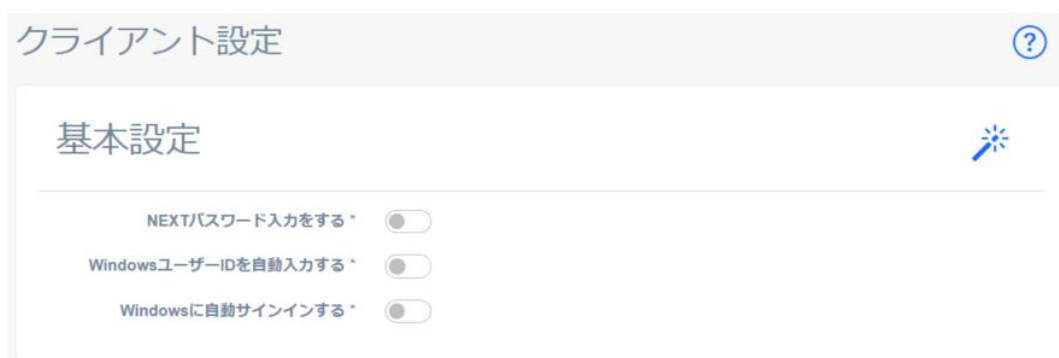 クライアント設定
?
基本設定
NEXTパスワード入力をする *
WindowsユーザーIDを自動入力する *
Windowsに自動サインインする *